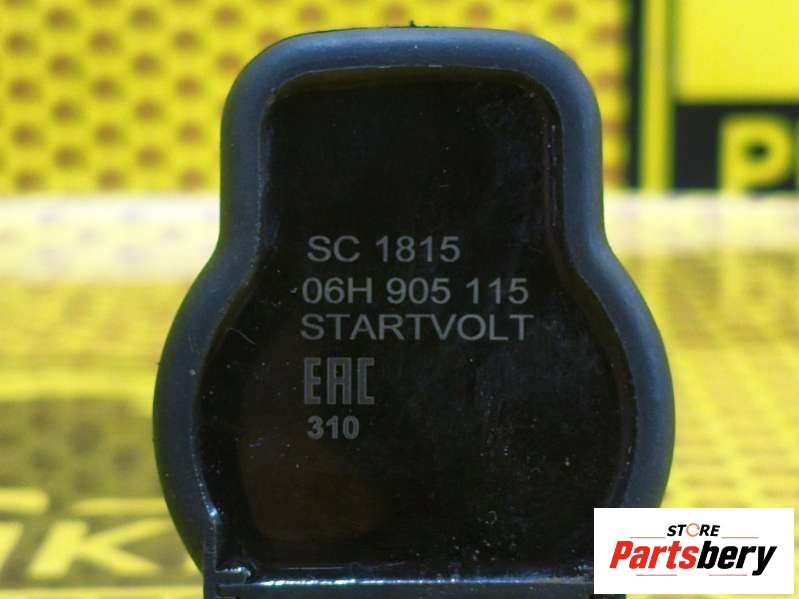 SC 1815
06H 905 115
STARTVOLT
EAC
310
STORE
Partsbery